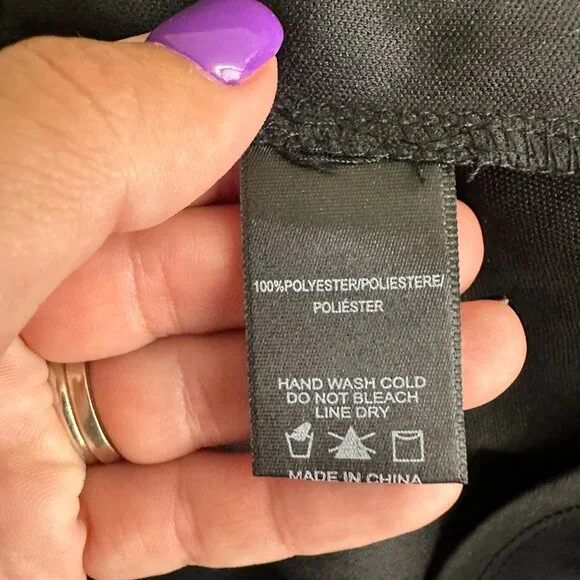 100%POLYESTER/POLIESTERE/
POLIÉSTER
HAND WASH COLD
DO NOT BLEACH
LINE DRY
MADE IN CHINA